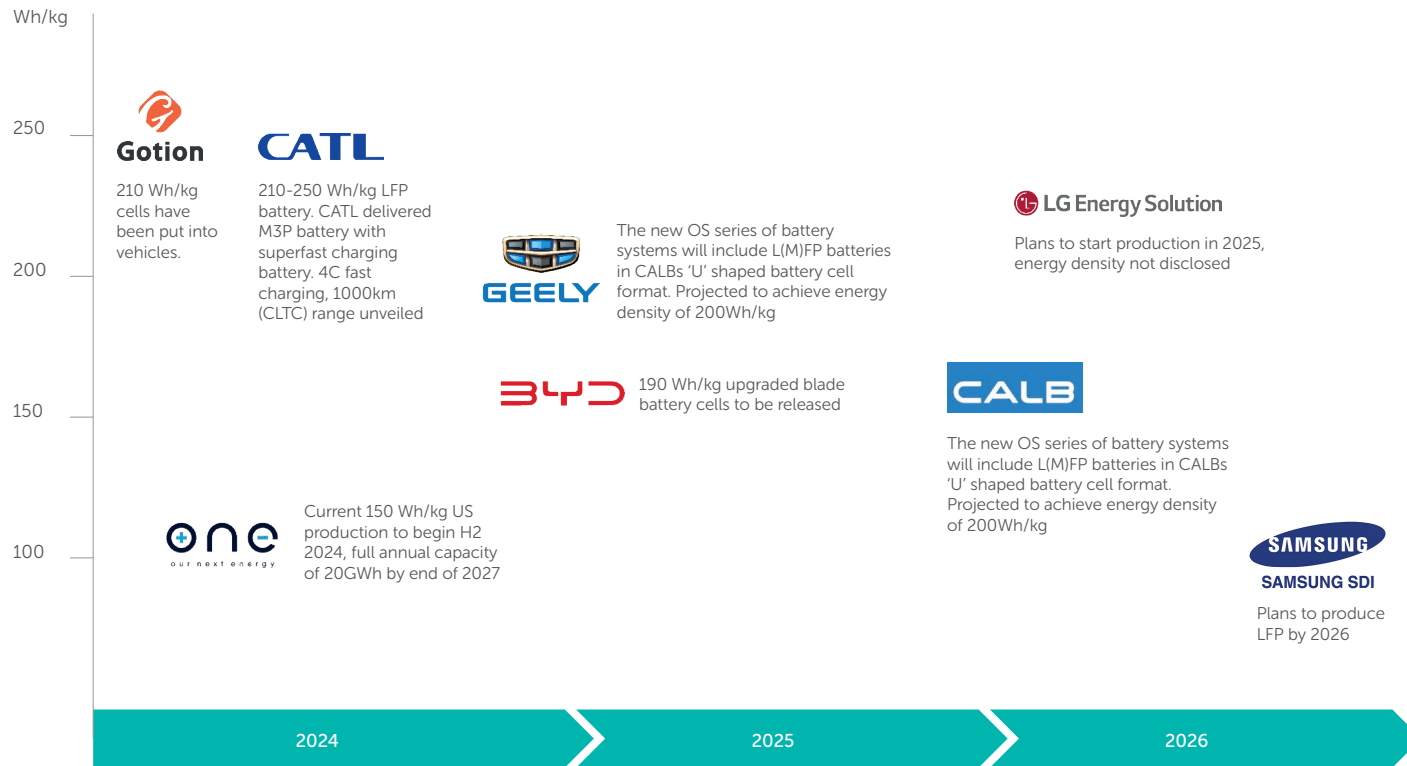 Wh/kg
250
200
150
100
Gotion
210 Wh/kg
cells have
been put into
vehicles.
CATL
210-250 Wh/kg LFP
battery. CATL delivered
M3P battery with
superfast charging
battery. 4C fast
charging, 1000km
(CLTC) range unveiled
GEELY
The new OS series of battery
systems will include L(M)FP batteries
in CALBs ‘U’ shaped battery cell
format. Projected to achieve energy
density of 200Wh/kg
LG Energy Solution
Plans to start production in 2025,
energy density not disclosed
BYD
190 Wh/kg upgraded blade
battery cells to be released
CALB
The new OS series of battery systems
will include L(M)FP batteries in CALBs
‘U’ shaped battery cell format.
Projected to achieve energy density
of 200Wh/kg
one
our next energy
Current 150 Wh/kg US
production to begin H2
2024, full annual capacity
of 20GWh by end of 2027
SAMSUNG
SAMSUNG SDI
Plans to produce
LFP by 2026
2024
2025
2026